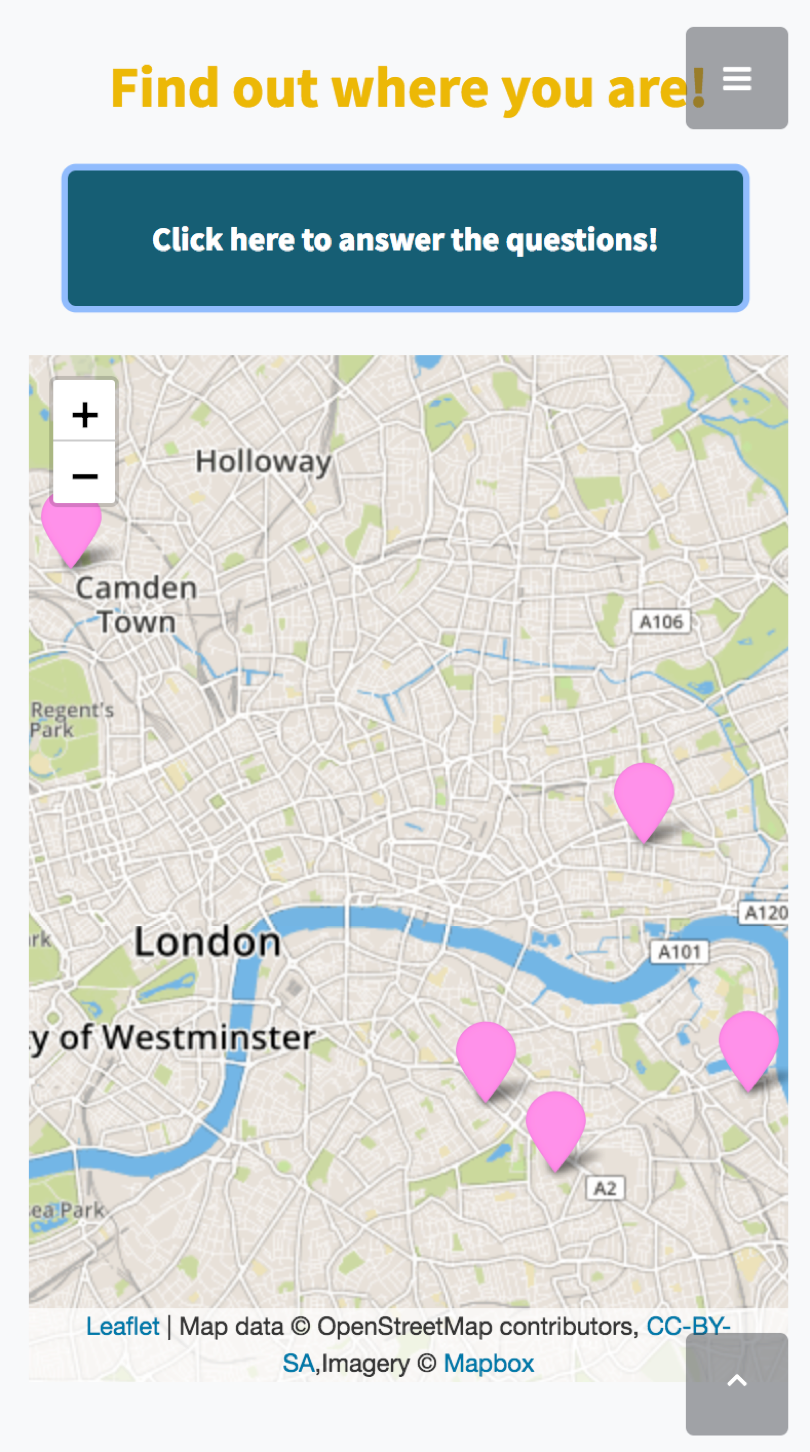 Find out where you are!
Click here to answer the questions!
+
−
Holloway
Camden
Town
A106
Regent's
Park
A120
rk
London
A101
y of Westminster
A2
ea Park
Leaflet | Map data © OpenStreetMap contributors, CC-BY-
SA,Imagery © Mapbox